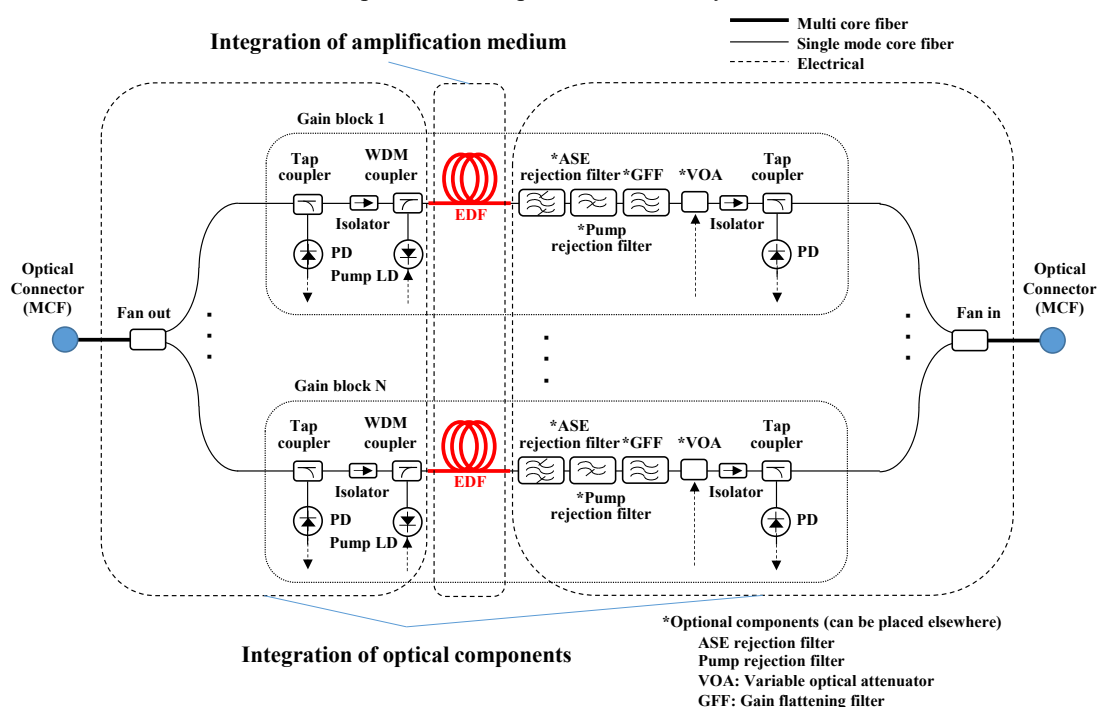 Integration of amplification medium
Multi core fiber
Single mode core fiber
Electrical
Gain block 1
Tap
coupler
WDM
coupler
*ASE
rejection filter
*GFF
*VOA
Tap
coupler
Isolator
EDF
*Pump
rejection filter
Isolator
PD
Pump LD
PD
Optical
Connector
(MCF)
Fan out
Fan in
Optical
Connector
(MCF)
Gain block N
Tap
coupler
WDM
coupler
*ASE
rejection filter
*GFF
*VOA
Tap
coupler
Isolator
EDF
*Pump
rejection filter
Isolator
PD
Pump LD
PD
Integration of optical components
*Optional components (can be placed elsewhere)
ASE rejection filter
Pump rejection filter
VOA: Variable optical attenuator
GFF: Gain flattening filter